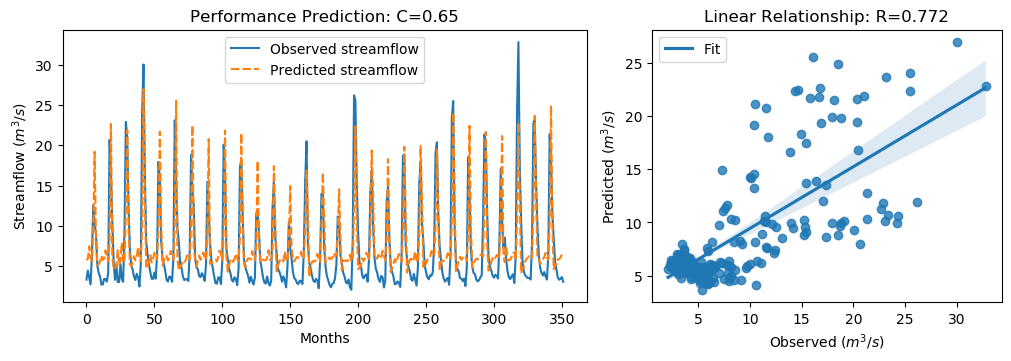 Performance Prediction: C=0.65
Observed streamflow
Predicted streamflow
Streamflow (m³/s)
30
25
20
15
10
5
0
50
100
150
200
250
300
350
Months
Linear Relationship: R=0.772
Fit
Predicted (m³/s)
25
20
15
10
5
5
10
15
20
25
30
Observed (m³/s)